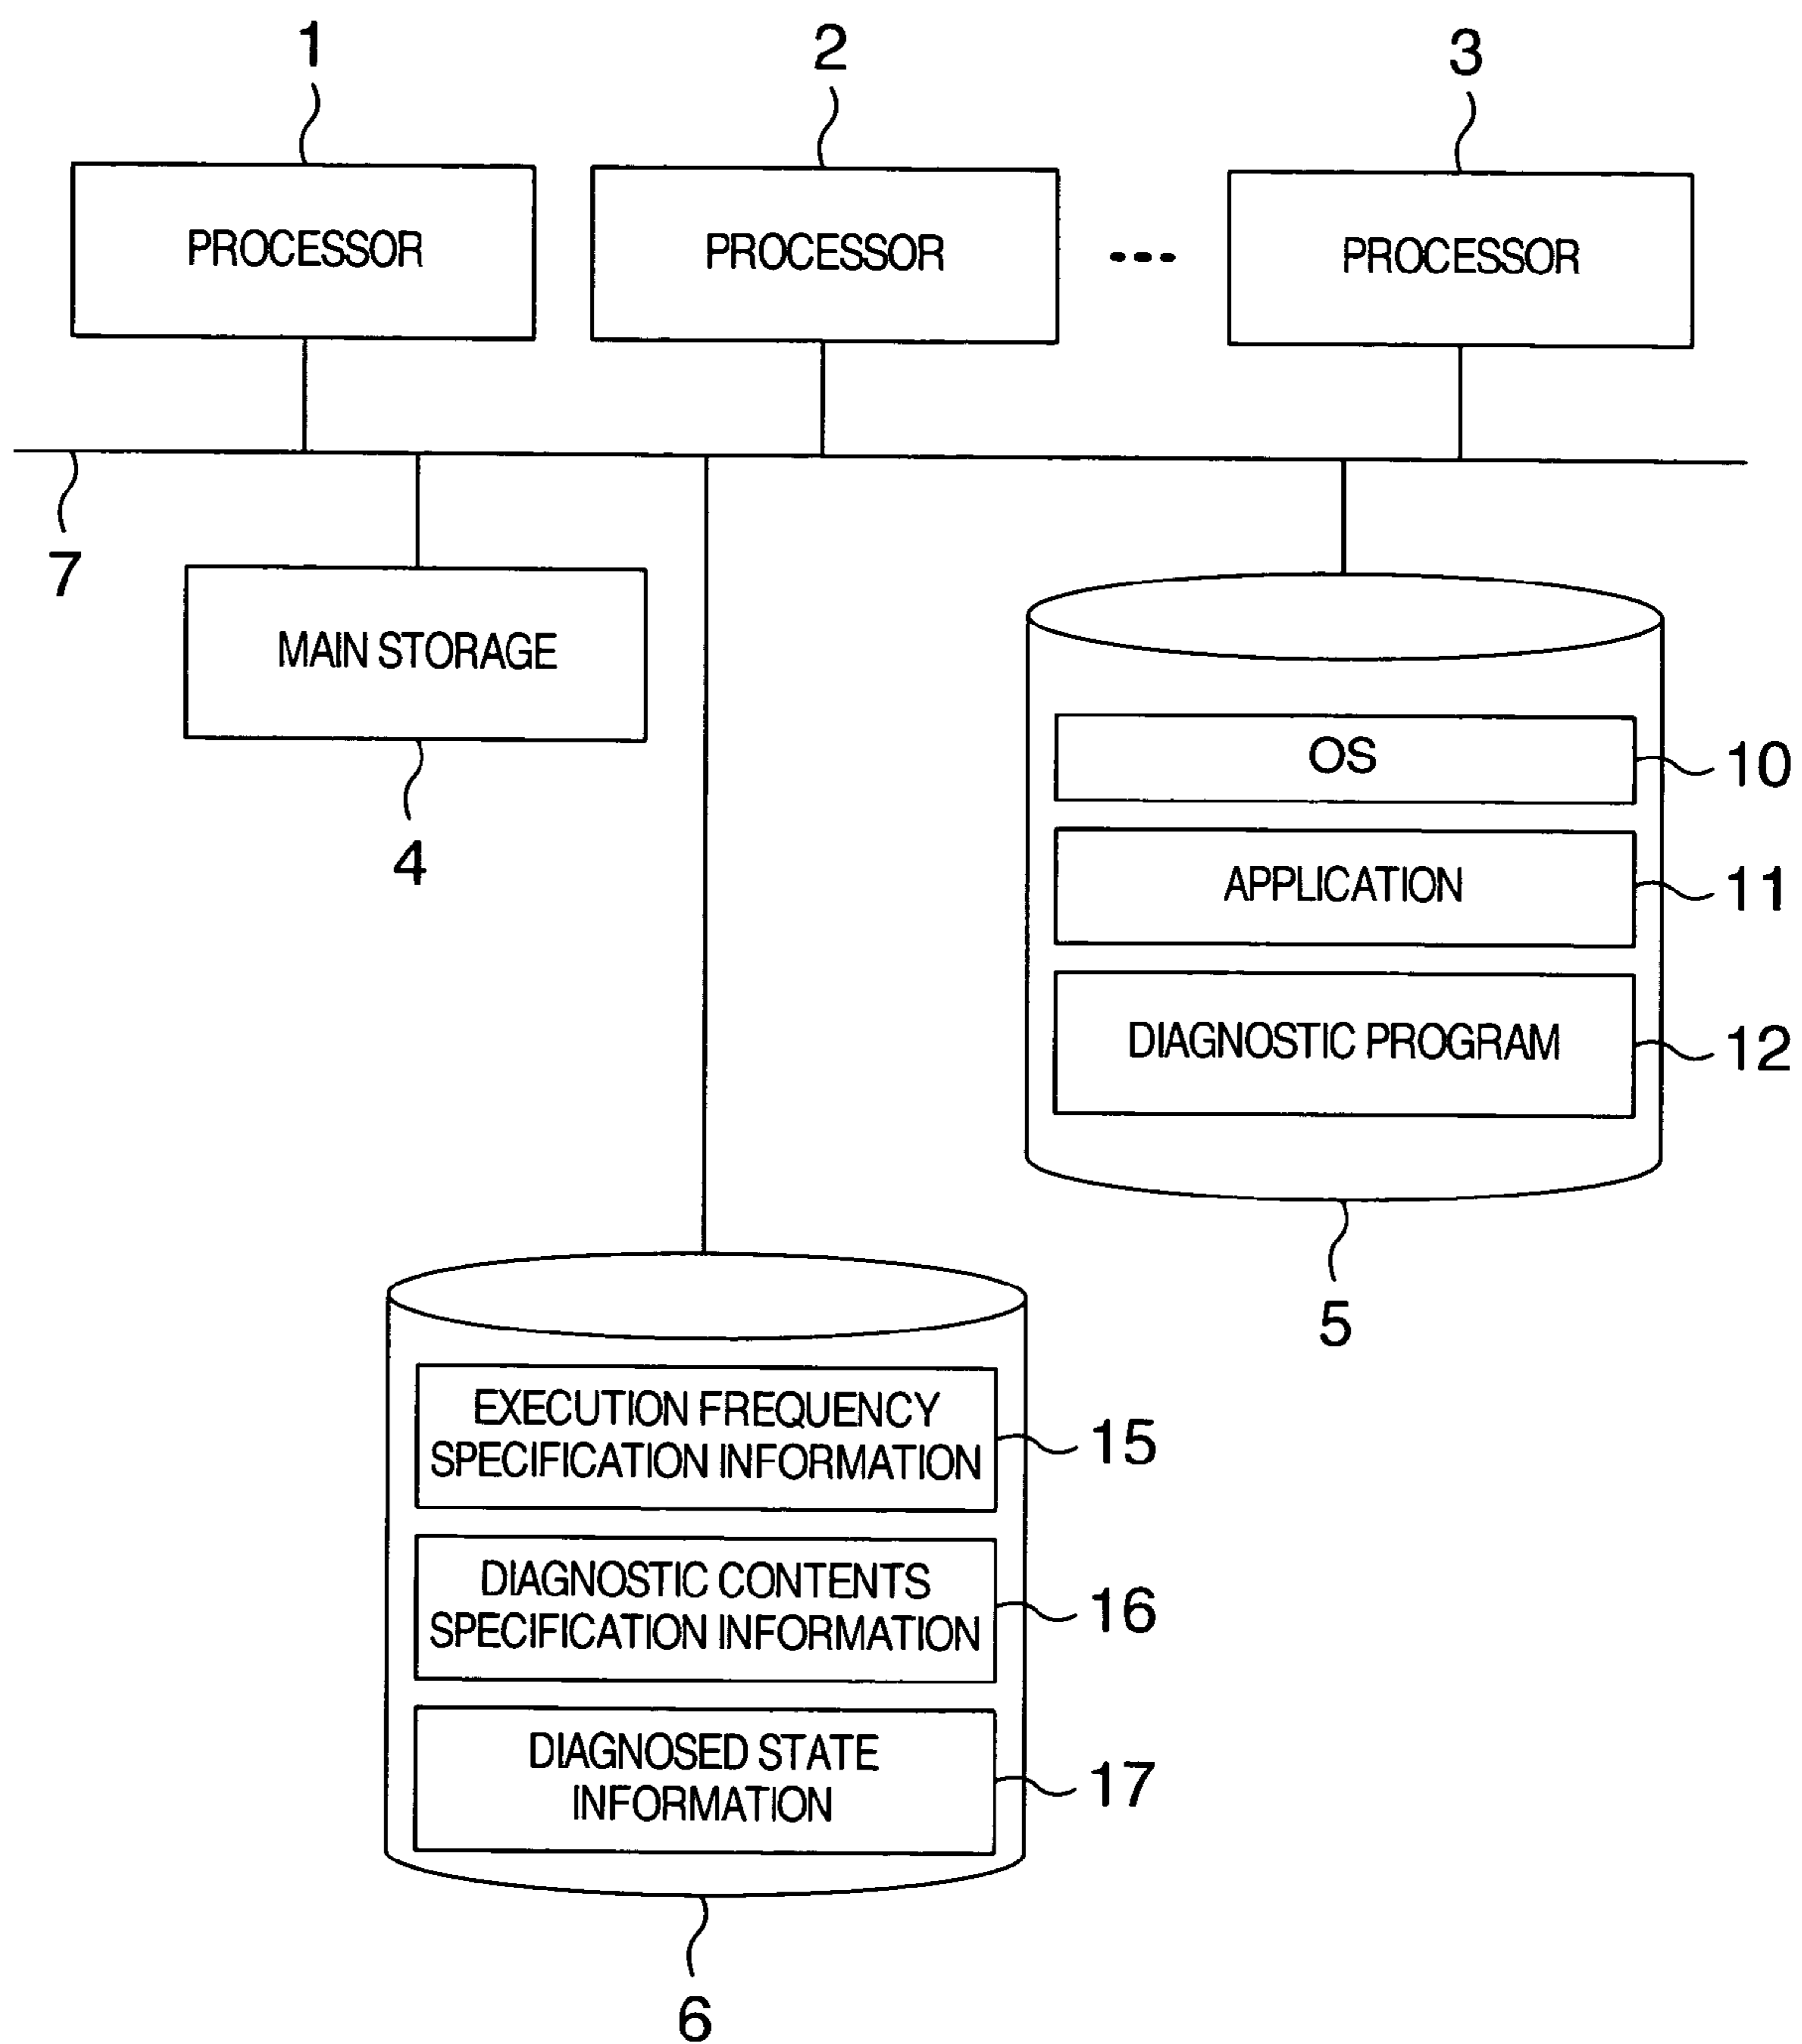 1
2
3
PROCESSOR
PROCESSOR
---
PROCESSOR
7
MAIN STORAGE
4
OS
10
APPLICATION
11
DIAGNOSTIC PROGRAM
12
5
EXECUTION FREQUENCY
SPECIFICATION INFORMATION
15
DIAGNOSTIC CONTENTS
SPECIFICATION INFORMATION
16
DIAGNOSED STATE
INFORMATION
17
6